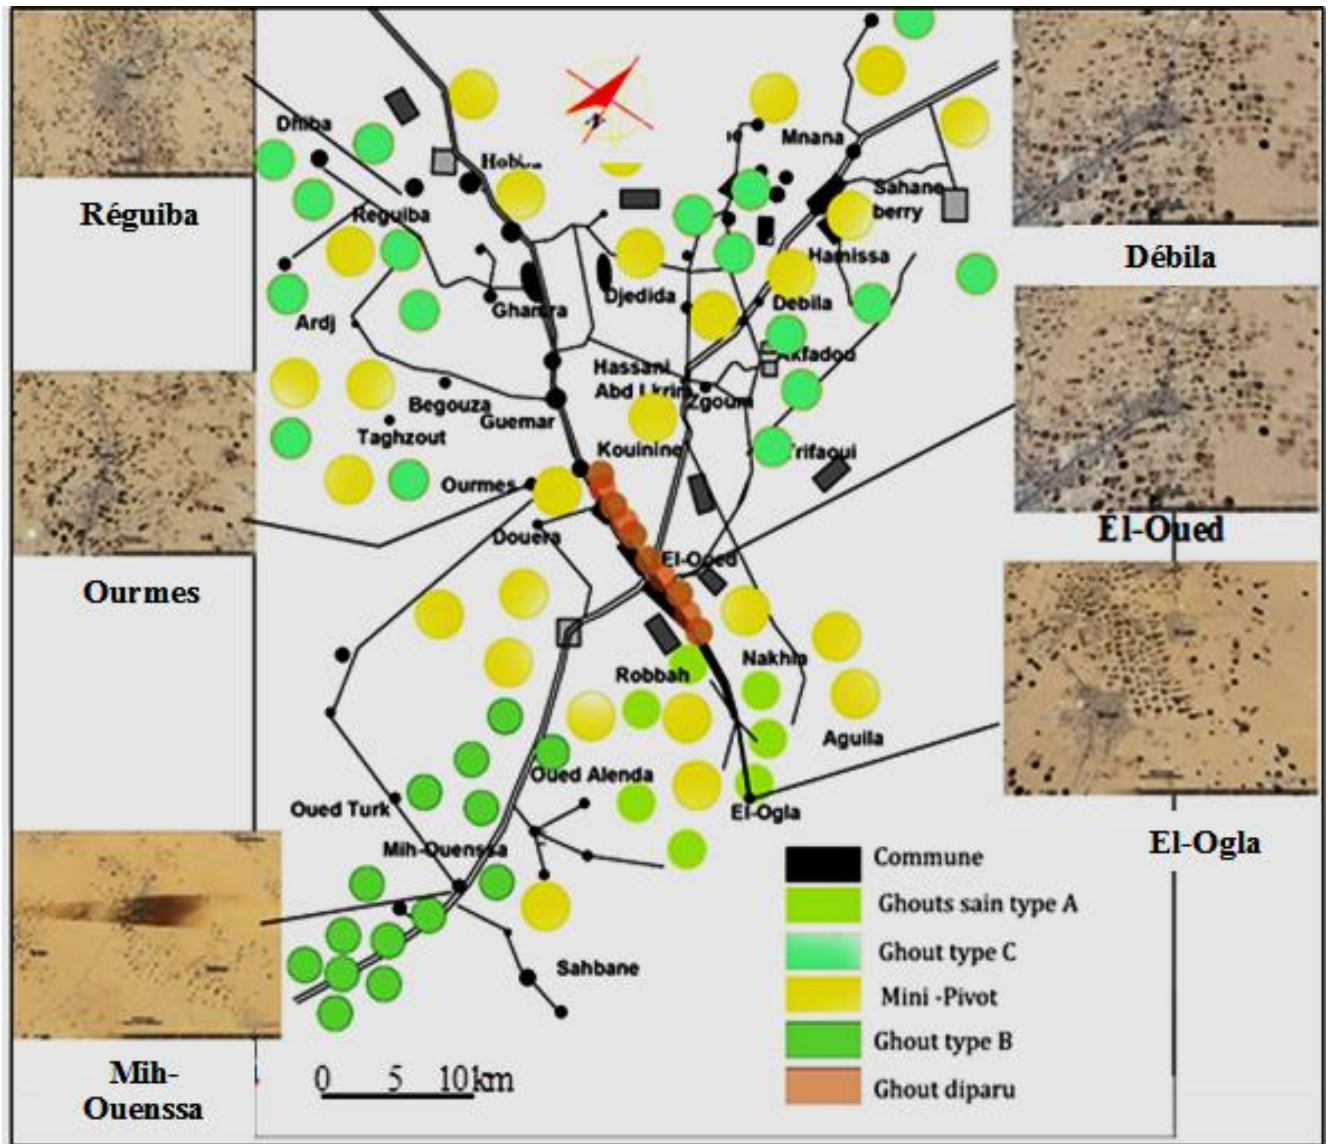 Réguiba
Ourmes
Mih-
Ouenssa
Dhiba
Reguiba
Ardj
Begouza
Taghzout
Guemar
Ghamra
Djedida
Mnana
Sahane
berry
Hamissa
Debila
Hassani
Abd Lkrim
Zgoum
Akfadou
Trifaoui
Kouinine
Ourmes
Douera
El-Oued
Nakhla
Robbah
Aguila
Oued Alenda
El-Ogla
Oued Turk
Mih-Ouenssa
Sahbane
0 5 10km
Débila
El-Oued
El-Ogla
Commune
Ghouts sain type A
Ghout type C
Mini -Pivot
Ghout type B
Ghout diparu